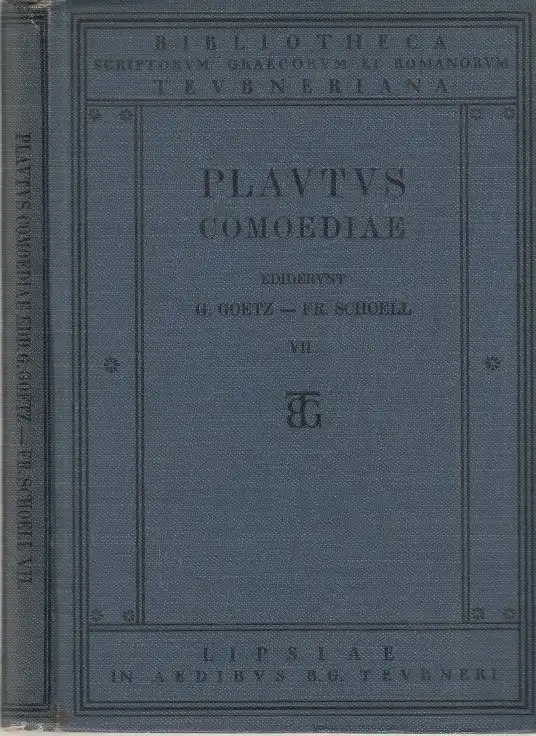 BIBLIOTHECA
SCRIPTORVM GRAECORVM ET ROMANORVM
TEVBNERIANA
PLAVTVS
COMOEDIAE
EDIDERVNT
G. GOETZ — FR. SCHOELL
VII
BG
LIPSIAE
IN AEDIBVS B.G. TEVBNERI
PLAVTVS COMOEDIAE EDD G. GOETZ — FR. SCHOELL VII.